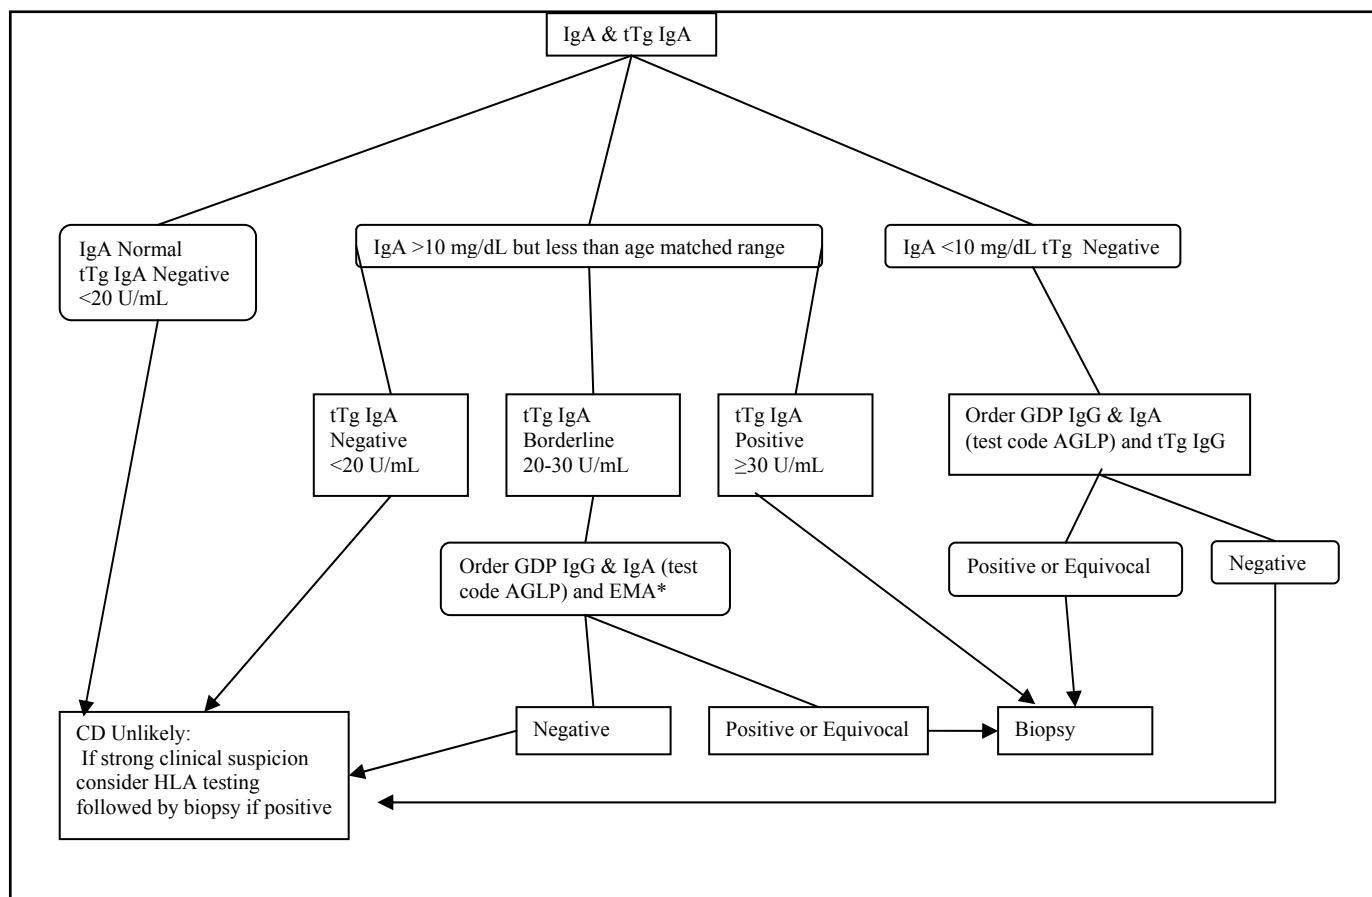 IgA & tTg IgA
IgA Normal
tTg IgA Negative
<20 U/mL
IgA >10 mg/dL but less than age matched range
IgA <10 mg/dL tTg Negative
tTg IgA
Negative
<20 U/mL
tTg IgA
Borderline
20-30 U/mL
tTg IgA
Positive
≥30 U/mL
Order GDP IgG & IgA
(test code AGLP) and tTg IgG
Order GDP IgG & IgA (test
code AGLP) and EMA*
Positive or Equivocal
Negative
CD Unlikely:
If strong clinical suspicion
consider HLA testing
followed by biopsy if positive
Negative
Positive or Equivocal
Biopsy